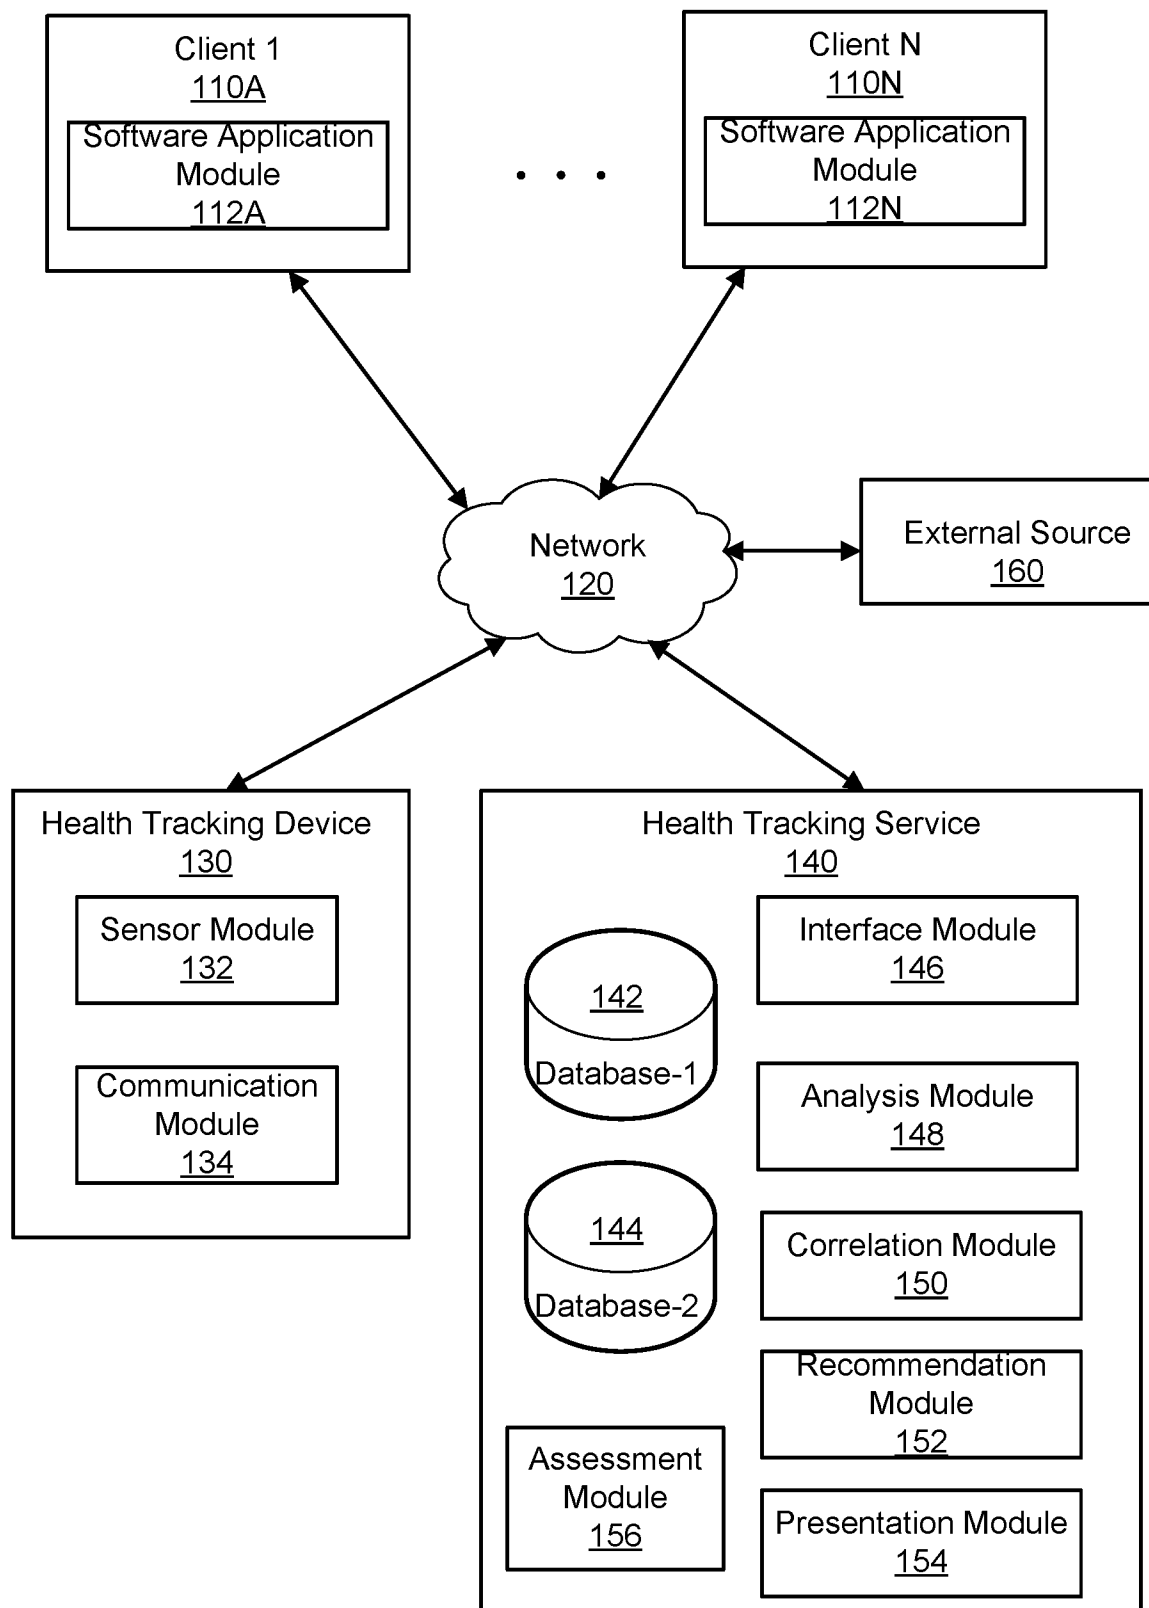 Client 1
110A
Software Application
Module
112A
. . .
Client N
110N
Software Application
Module
112N
Network
120
External Source
160
Health Tracking Device
130
Sensor Module
132
Communication
Module
134
Health Tracking Service
140
142
Database-1
144
Database-2
Assessment
Module
156
Interface Module
146
Analysis Module
148
Correlation Module
150
Recommendation
Module
152
Presentation Module
154